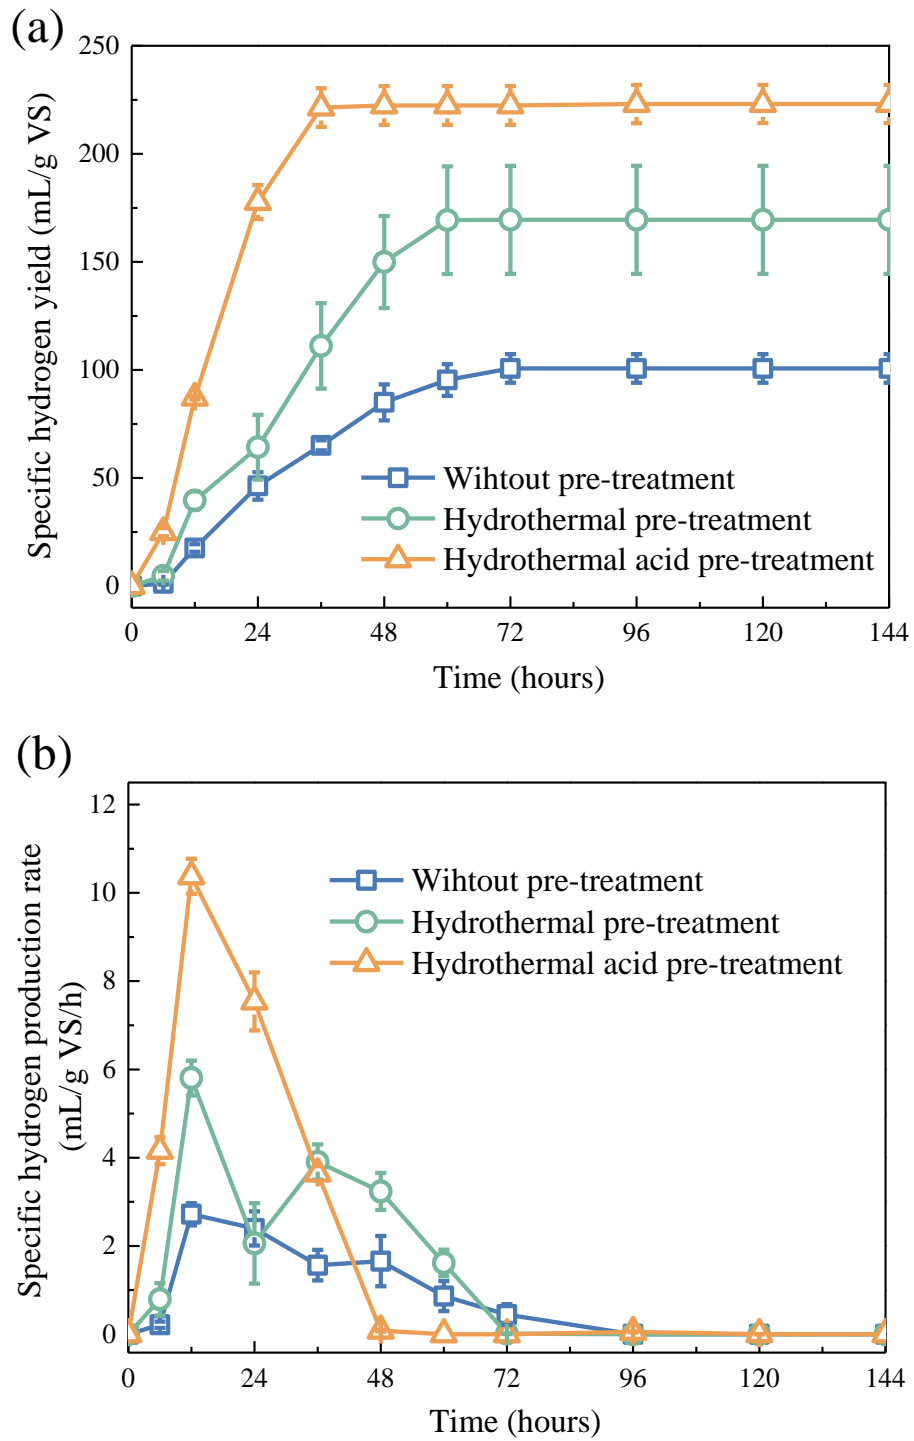 (a)
250
200
150
100
50
0
Specific hydrogen yield (mL/g VS)
Wihtout pre-treatment
Hydrothermal pre-treatment
Hydrothermal acid pre-treatment
0 24 48 72 96 120 144
Time (hours)
(b)
12
10
8
6
4
2
0
Specific hydrogen production rate
(mL/g VS/h)
Wihtout pre-treatment
Hydrothermal pre-treatment
Hydrothermal acid pre-treatment
0 24 48 72 96 120 144
Time (hours)